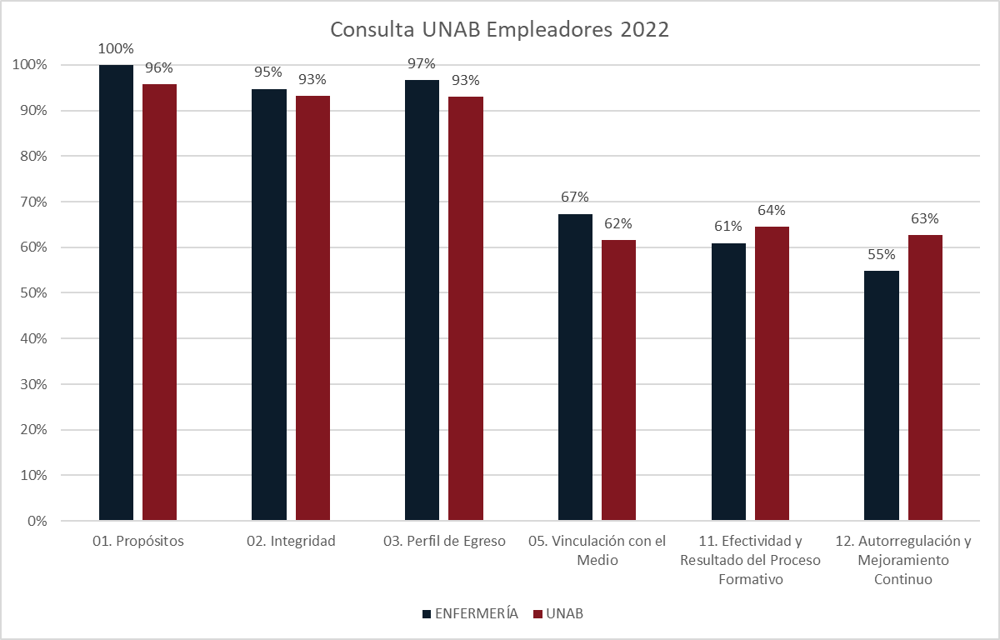 Consulta UNAB Empleadores 2022
100%
96%
95%
93%
97%
93%
67%
62%
61%
64%
55%
63%
100%
90%
80%
70%
60%
50%
40%
30%
20%
10%
0%
01. Propósitos
02. Integridad
03. Perfil de Egreso
05. Vinculación con el
Medio
11. Efectividad y
Resultado del Proceso
Formativo
12. Autorregulación y
Mejoramiento
Continuo
ENFERMERÍA
UNAB